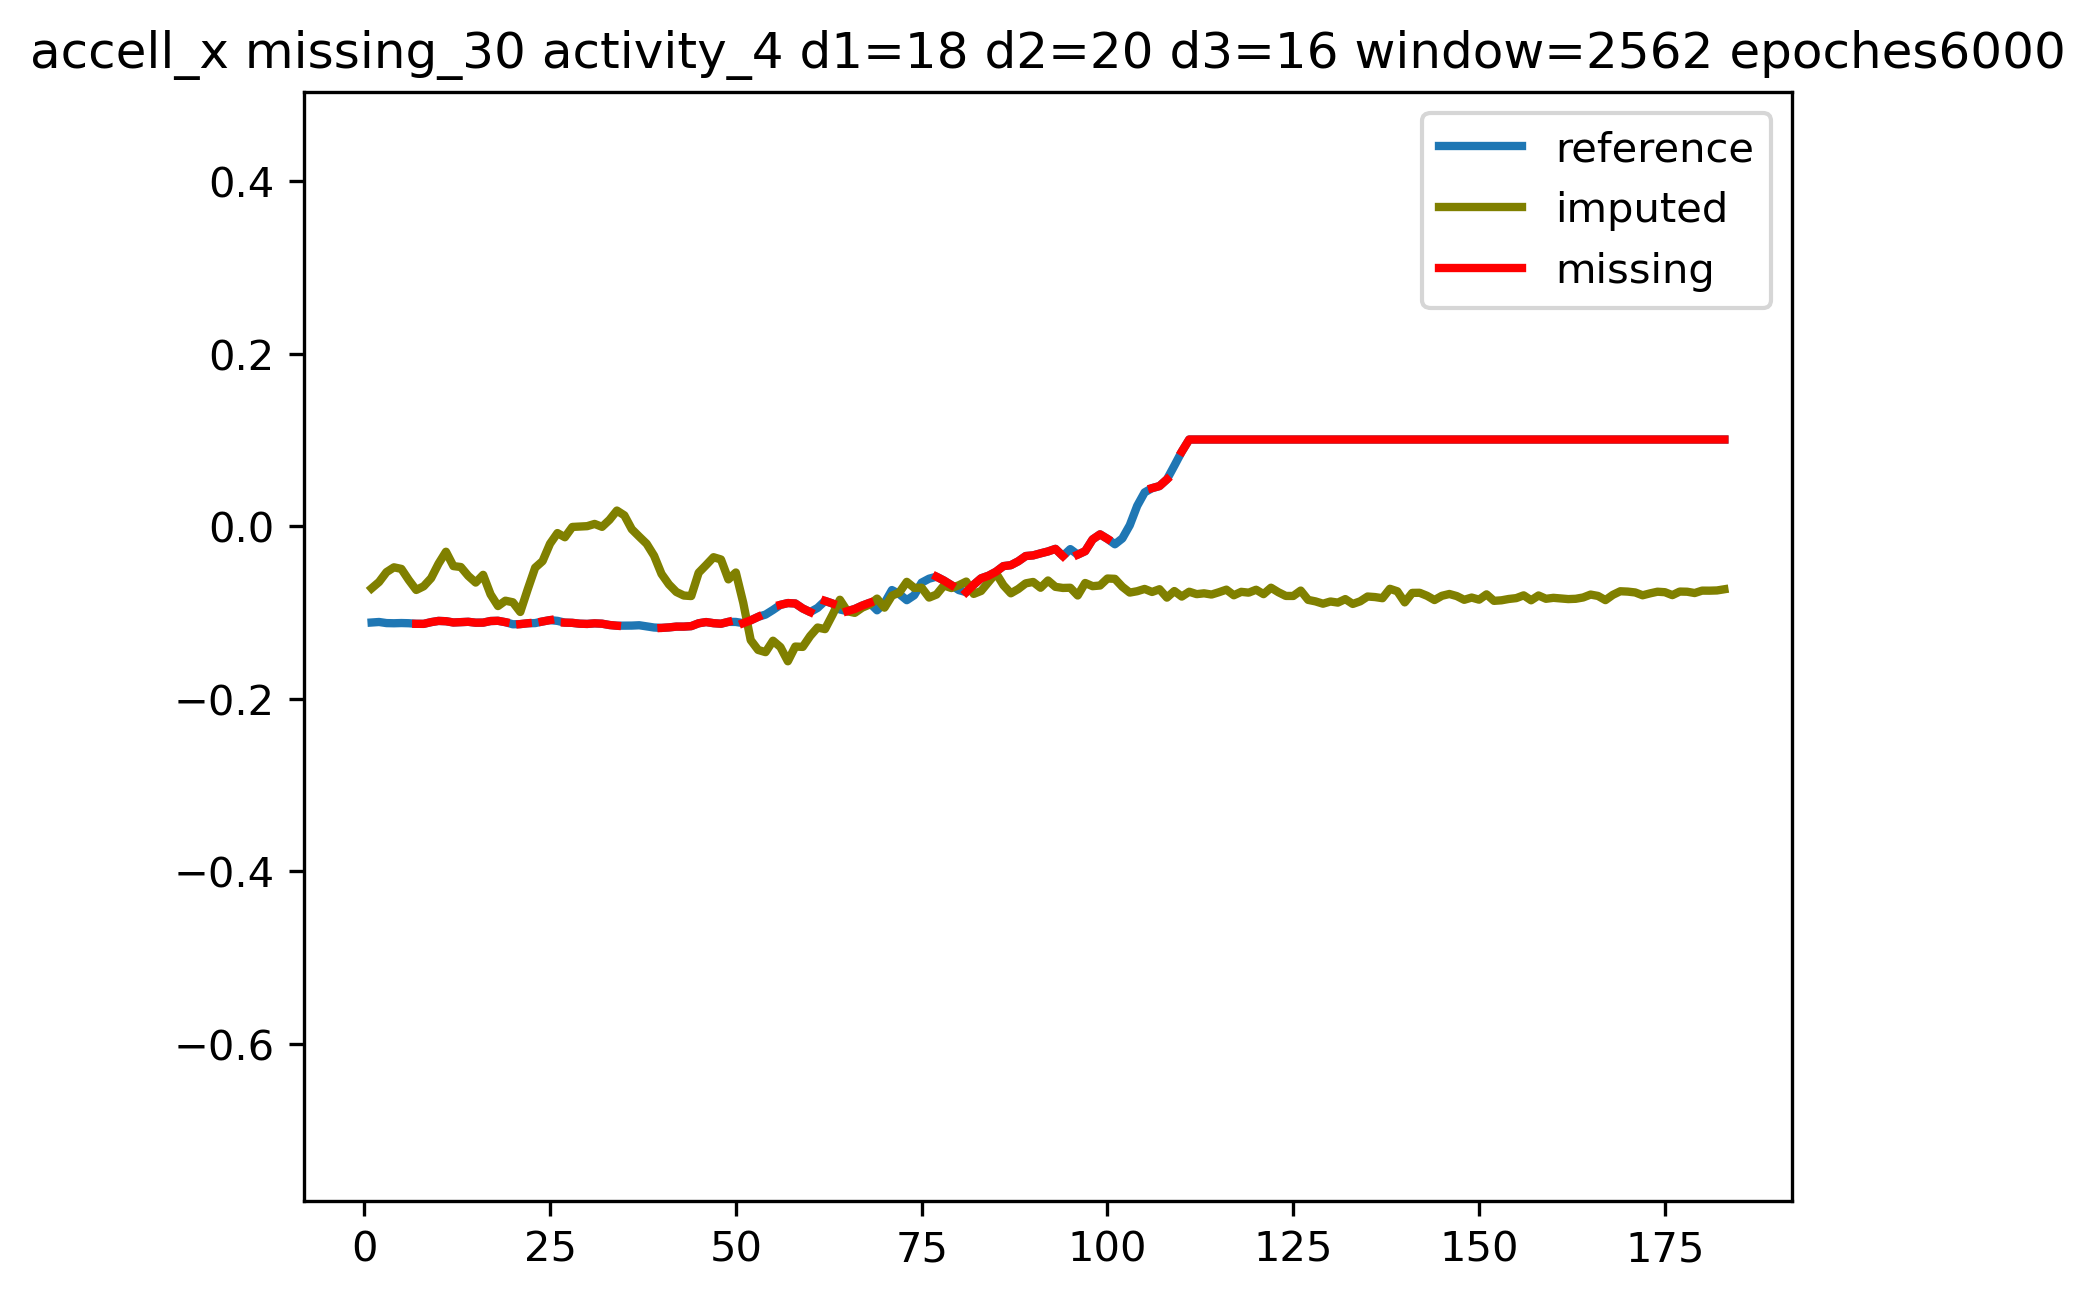 accell_x missing_30 activity_4 d1=18 d2=20 d3=16 window=2562 epoches6000
reference
imputed
missing
0.4
0.2
0.0
−0.2
−0.4
−0.6
0 25 50 75 100 125 150 175